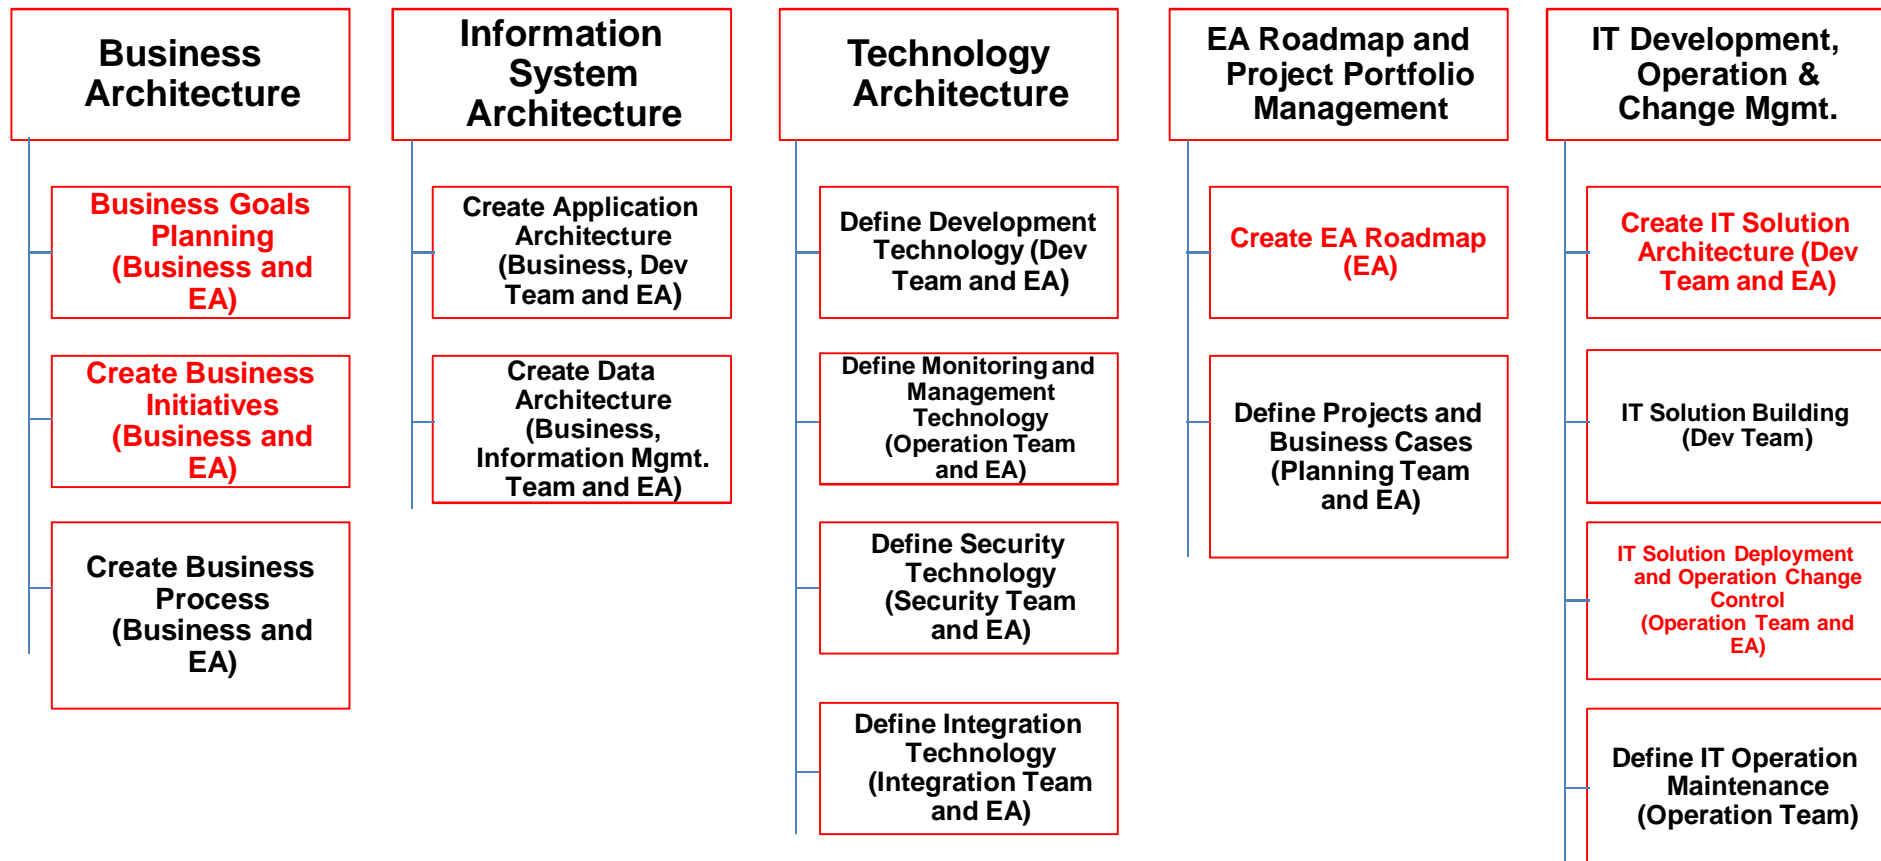 Business
Architecture
Business Goals
Planning
(Business and
EA)
Create Business
Initiatives
(Business and
EA)
Create Business
Process
(Business and
EA)
Information
System
Architecture
Create Application
Architecture
(Business, Dev
Team and EA)
Create Data
Architecture
(Business,
Information Mgmt.
Team and EA)
Technology
Architecture
Define Development
Technology (Dev
Team and EA)
Define Monitoring and
Management
Technology
(Operation Team
and EA)
Define Security
Technology
(Security Team
and EA)
Define Integration
Technology
(Integration Team
and EA)
EA Roadmap and
Project Portfolio
Management
Create EA Roadmap
(EA)
Define Projects and
Business Cases
(Planning Team
and EA)
IT Development,
Operation &
Change Mgmt.
Create IT Solution
Architecture (Dev
Team and EA)
IT Solution Building
(Dev Team)
IT Solution Deployment
and Operation Change
Control
(Operation Team and
EA)
Define IT Operation
Maintenance
(Operation Team)